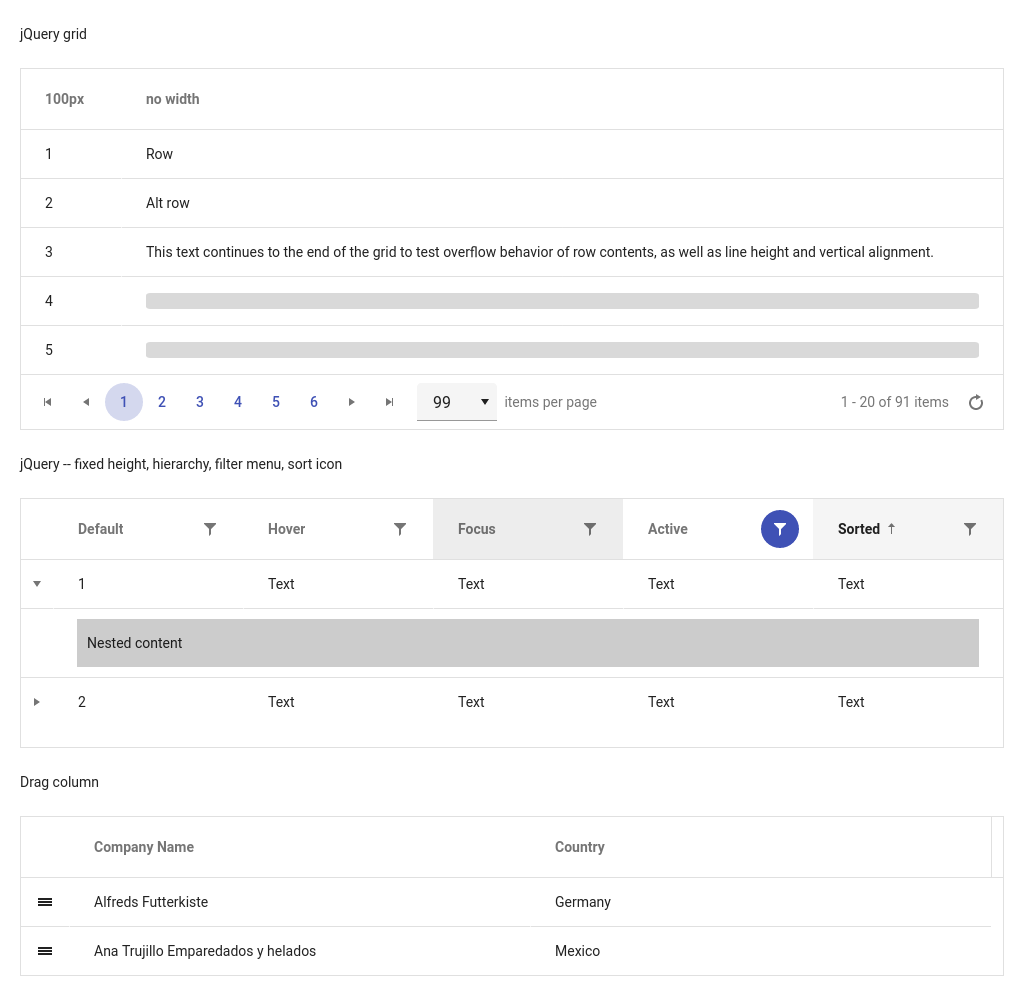 jQuery grid
100px no width
1 Row
2 Alt row
3 This text continues to the end of the grid to test overflow behavior of row contents, as well as line height and vertical alignment.
4
5
1 2 3 4 5 6 99 items per page 1 - 20 of 91 items
jQuery -- fixed height, hierarchy, filter menu, sort icon
Default Hover Focus Active Sorted ↑
1 Text Text Text Text
Nested content
2 Text Text Text Text
Drag column
Company Name Country
Alfreds Futterkiste Germany
Ana Trujillo Emparedados y helados Mexico